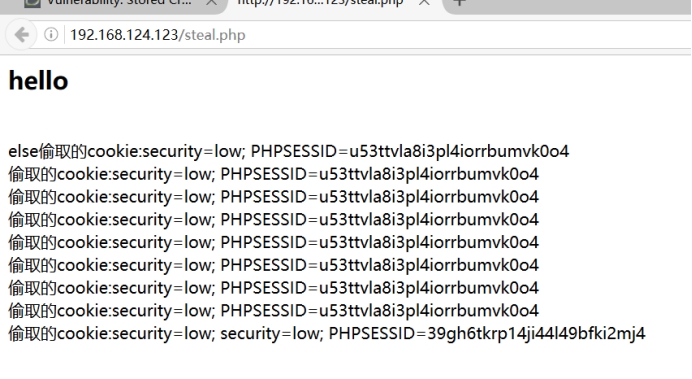 Vulnerability: Stored Cr...
http://192.16...123/steal.php
192.168.124.123/steal.php
hello
else偷取的cookie:security=low; PHPSESSID=u53ttvla8i3pl4iorrbumvk0o4
偷取的cookie:security=low; PHPSESSID=u53ttvla8i3pl4iorrbumvk0o4
偷取的cookie:security=low; PHPSESSID=u53ttvla8i3pl4iorrbumvk0o4
偷取的cookie:security=low; PHPSESSID=u53ttvla8i3pl4iorrbumvk0o4
偷取的cookie:security=low; PHPSESSID=u53ttvla8i3pl4iorrbumvk0o4
偷取的cookie:security=low; PHPSESSID=u53ttvla8i3pl4iorrbumvk0o4
偷取的cookie:security=low; PHPSESSID=u53ttvla8i3pl4iorrbumvk0o4
偷取的cookie:security=low; PHPSESSID=u53ttvla8i3pl4iorrbumvk0o4
偷取的cookie:security=low; security=low; PHPSESSID=39gh6tkrp14ji44l49bfki2mj4